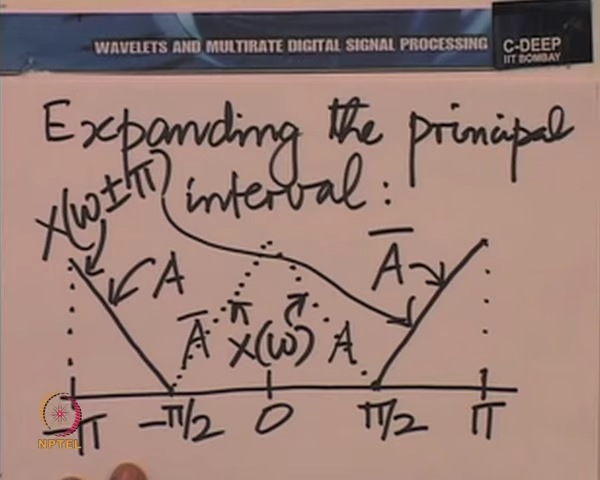 WAVELETS AND MULTIRATE DIGITAL SIGNAL PROCESSING
C-DEEP
IIT BOMBAY
Expanding the principal
interval:
X(ω±π)
A
Ā
Ā X(ω) A
-π -π/2 0 π/2 π
NPTEL